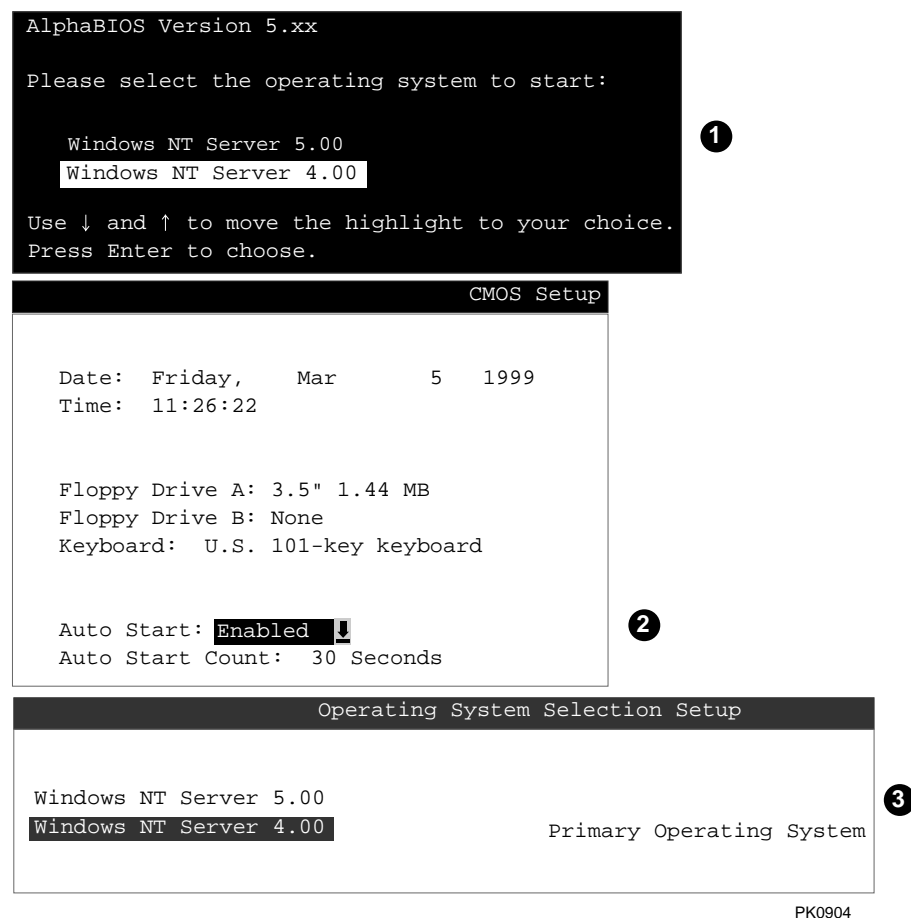 AlphaBIOS Version 5.xx
Please select the operating system to start:
Windows NT Server 5.00
Windows NT Server 4.00
Use ↓ and ↑ to move the highlight to your choice.
Press Enter to choose.
1
CMOS Setup
Date: Friday, Mar 5 1999
Time: 11:26:22
Floppy Drive A: 3.5" 1.44 MB
Floppy Drive B: None
Keyboard: U.S. 101-key keyboard
Auto Start: Enabled ⬇
Auto Start Count: 30 Seconds
2
Operating System Selection Setup
Windows NT Server 5.00
Windows NT Server 4.00 Primary Operating System
3
PK0904